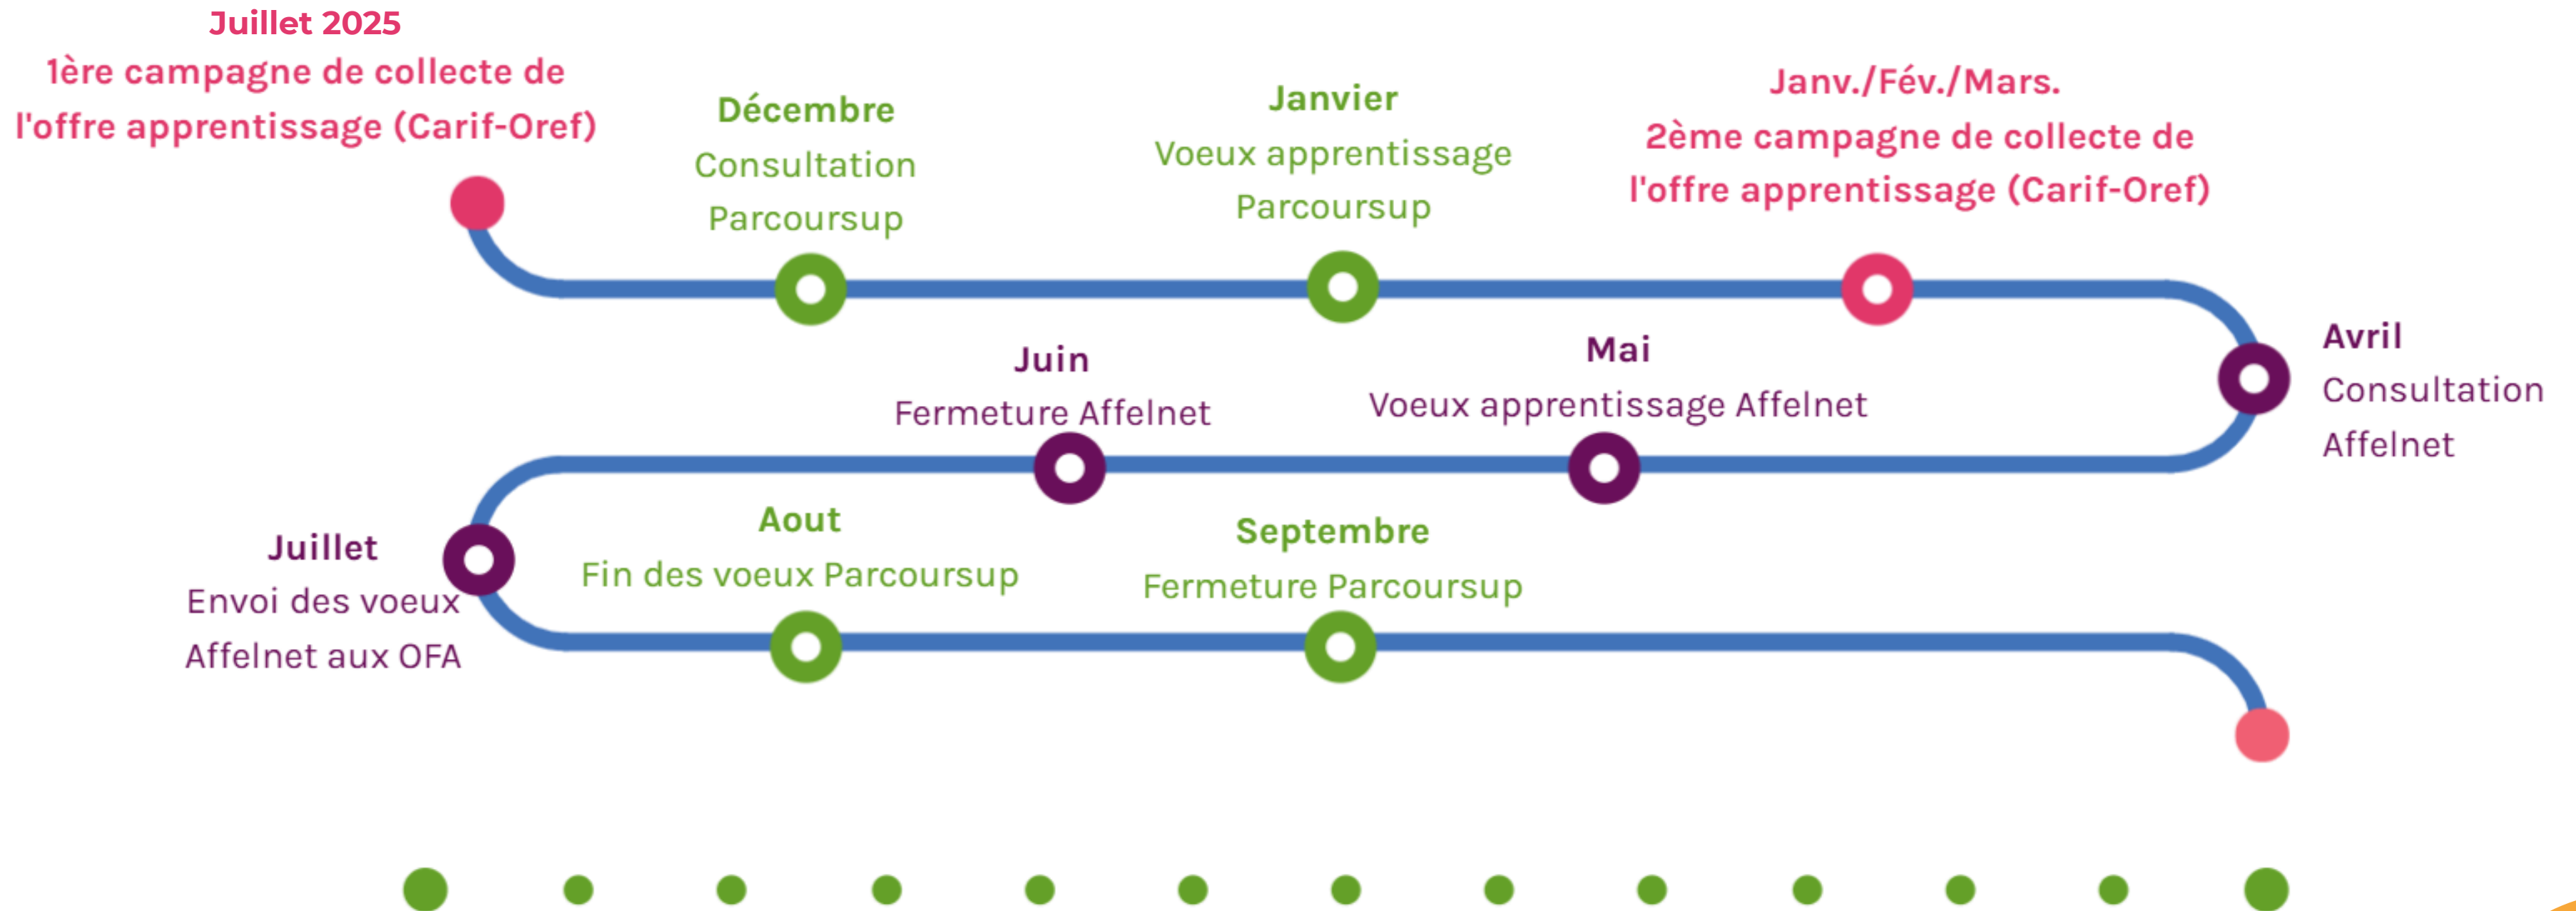 Juillet 2025
1ère campagne de collecte de
l'offre apprentissage (Carif-Oref)
Décembre
Consultation
Parcoursup
Janvier
Voeux apprentissage
Parcoursup
Janv./Fév./Mars.
2ème campagne de collecte de
l'offre apprentissage (Carif-Oref)
Avril
Consultation
Affelnet
Mai
Voeux apprentissage Affelnet
Juin
Fermeture Affelnet
Juillet
Envoi des voeux
Affelnet aux OFA
Aout
Fin des voeux Parcoursup
Septembre
Fermeture Parcoursup